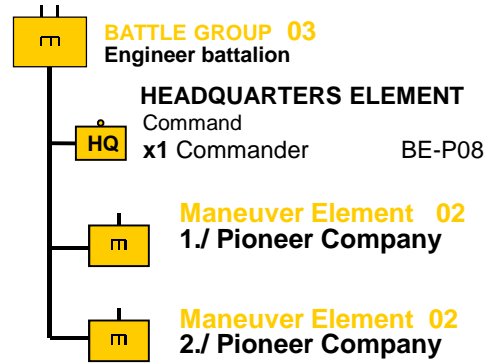 BATTLE GROUP 03
Engineer battalion
HEADQUARTERS ELEMENT
Command
HQ
x1 Commander BE-P08
Maneuver Element 02
1./ Pioneer Company
Maneuver Element 02
2./ Pioneer Company